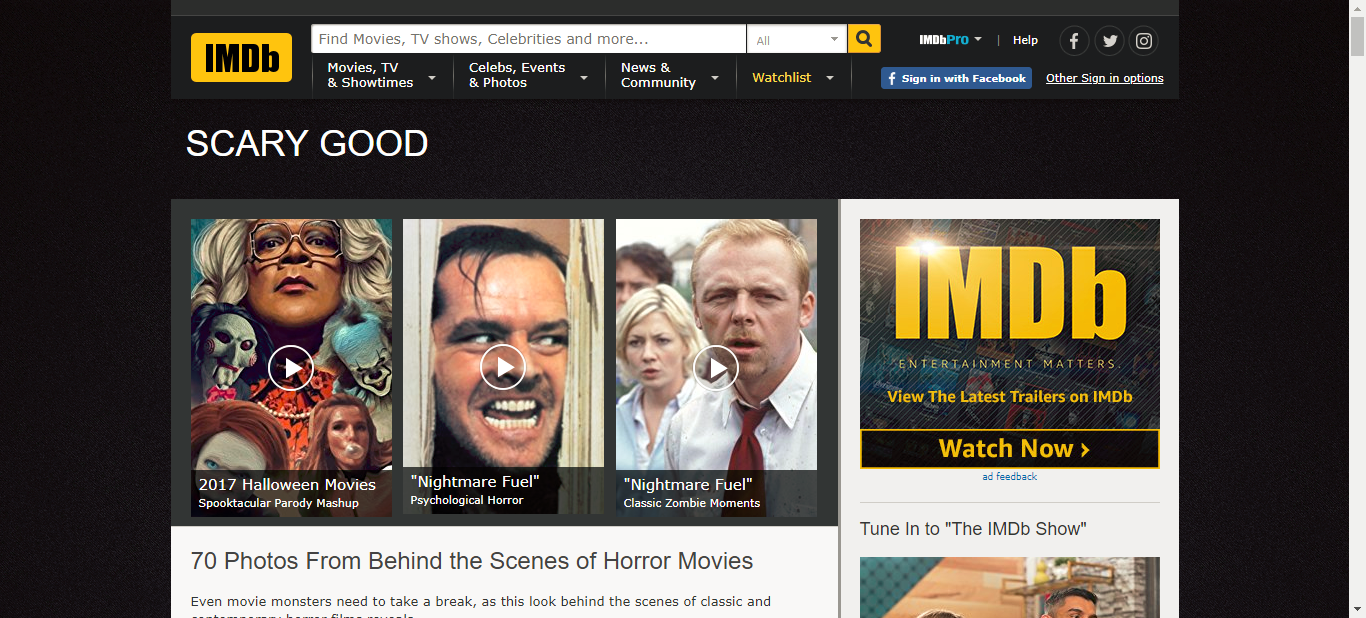 IMDb
Find Movies, TV shows, Celebrities and more...
All
IMDbPro
|
Help
Movies, TV
& Showtimes
Celebs, Events
& Photos
News &
Community
Watchlist
Sign in with Facebook
Other Sign in options
SCARY GOOD
2017 Halloween Movies
Spooktacular Parody Mashup
"Nightmare Fuel"
Psychological Horror
"Nightmare Fuel"
Classic Zombie Moments
IMDb
ENTERTAINMENT MATTERS.
View The Latest Trailers on IMDb
Watch Now ›
ad feedback
70 Photos From Behind the Scenes of Horror Movies
Even movie monsters need to take a break, as this look behind the scenes of classic and
contemporary horror films reveals
Tune In to "The IMDb Show"